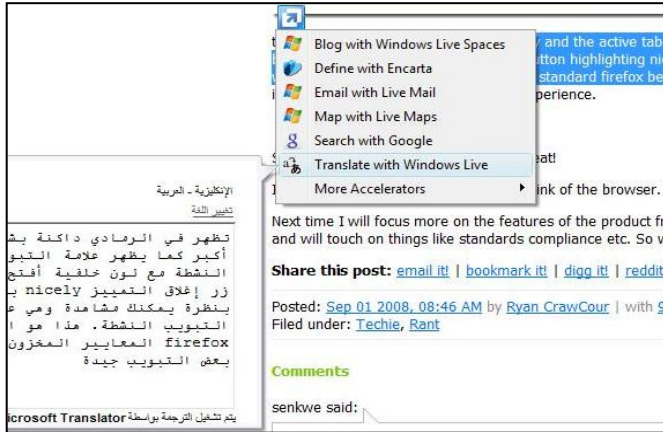 y and the active tab
Blog with Windows Live Spaces
tton highlighting nic
Define with Encarta
standard firefox be
Email with Live Mail
perience.
Map with Live Maps
Search with Google
eat!
Translate with Windows Live
More Accelerators
ink of the browser.
الإنكليزية - العربية
تغيير اللغة
تظهر في الرمادي داكنة بش
أكبر كما يظهر علامة التبو
النشطة مع لون خلفية أفتح
زر إغلاق التمييز nicely ب
بنظرة يمكنك مشاهدة وهي ع
التبويب النشطة. هذا هو ا
firefox المعايير المخزون
بعض التبويب جيدة
يتم تشغيل الترجمة بواسطة icrosoft Translator
Next time I will focus more on the features of the product fr
and will touch on things like standards compliance etc. So w
Share this post: email it! | bookmark it! | digg it! | reddit
Posted: Sep 01 2008, 08:46 AM by Ryan CrawCour | with 9
Filed under: Techie, Rant
Comments
senkwe said: